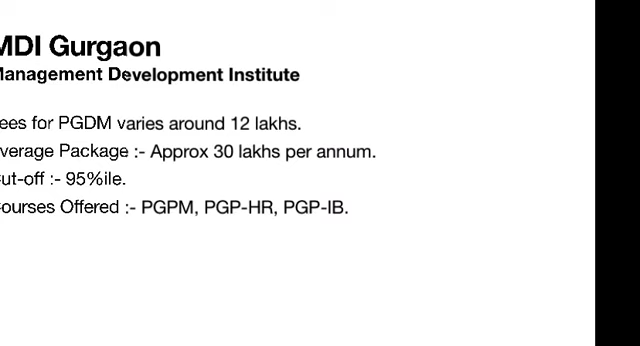 MDI Gurgaon
Management Development Institute
ees for PGDM varies around 12 lakhs.
verage Package :- Approx 30 lakhs per annum.
ut-off :- 95%ile.
ourses Offered :- PGPM, PGP-HR, PGP-IB.